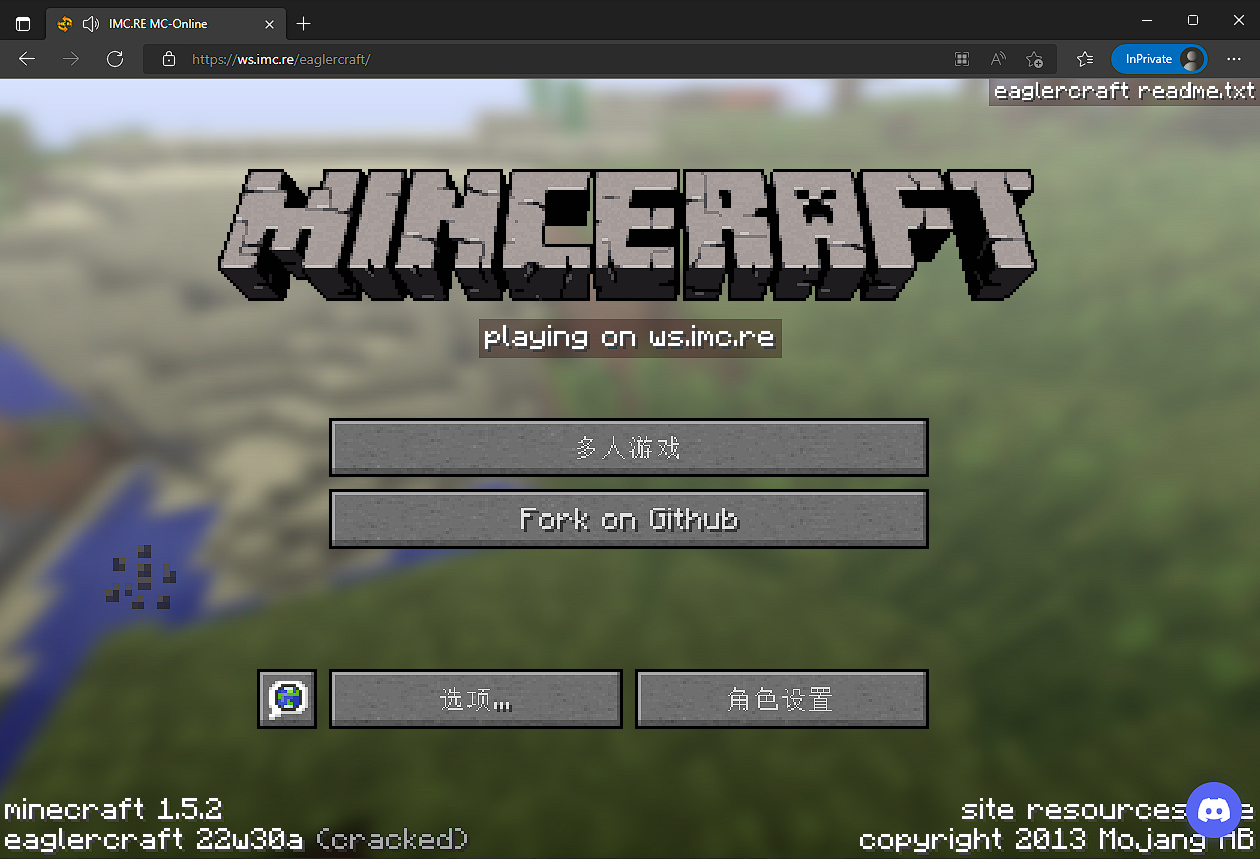 IMC.RE MC-Online
https://ws.imc.re/eaglercraft/
InPrivate
eaglercraft readme.txt
MINCERAFT
playing on ws.imc.re
多人游戏
Fork on Github
选项...
角色设置
minecraft 1.5.2
site resources
eaglercraft 22w30a (cracked)
copyright 2013 Mojang AB